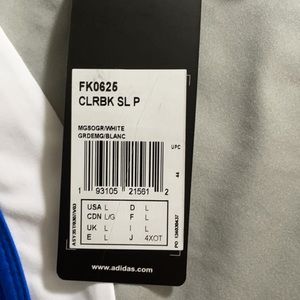 FK0625
CLRBK SL P
MGSOGR/WHITE
GRDEMG/BLANC
UPC
44
1 93105 21561 2
USA L D L
CDN L/G F L
UK L I L
E L J 4XOT
www.adidas.com